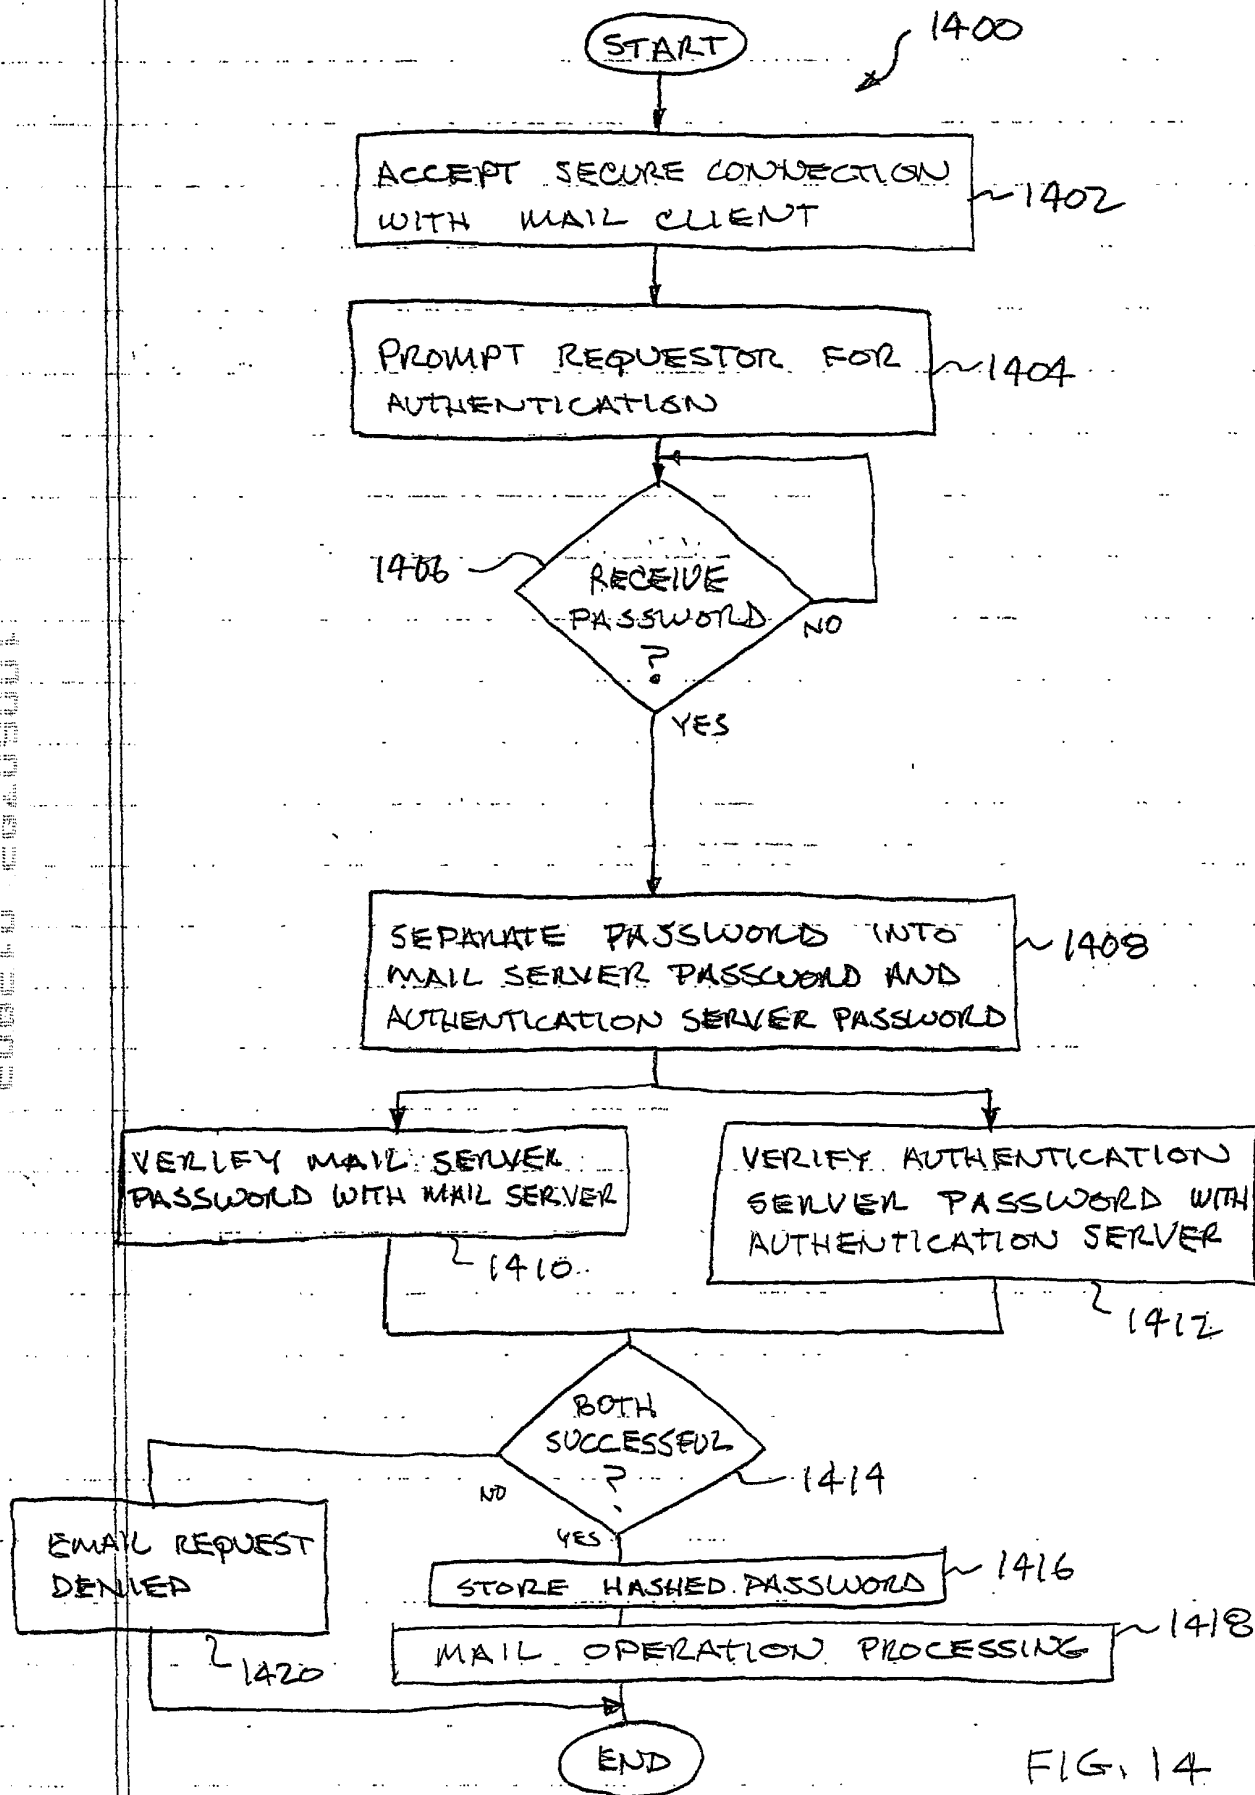 START
1400
ACCEPT SECURE CONNECTION
WITH MAIL CLIENT
1402
PROMPT REQUESTOR FOR
AUTHENTICATION
1404
1406
RECEIVE
PASSWORD
?
NO
YES
SEPARATE PASSWORD INTO
MAIL SERVER PASSWORD AND
AUTHENTICATION SERVER PASSWORD
1408
VERIFY MAIL SERVER
PASSWORD WITH MAIL SERVER
1410
VERIFY AUTHENTICATION
SERVER PASSWORD WITH
AUTHENTICATION SERVER
1412
BOTH
SUCCESSFUL
?
1414
NO
YES
EMAIL REQUEST
DENIED
1420
STORE HASHED PASSWORD
1416
MAIL OPERATION PROCESSING
1418
END
FIG. 14